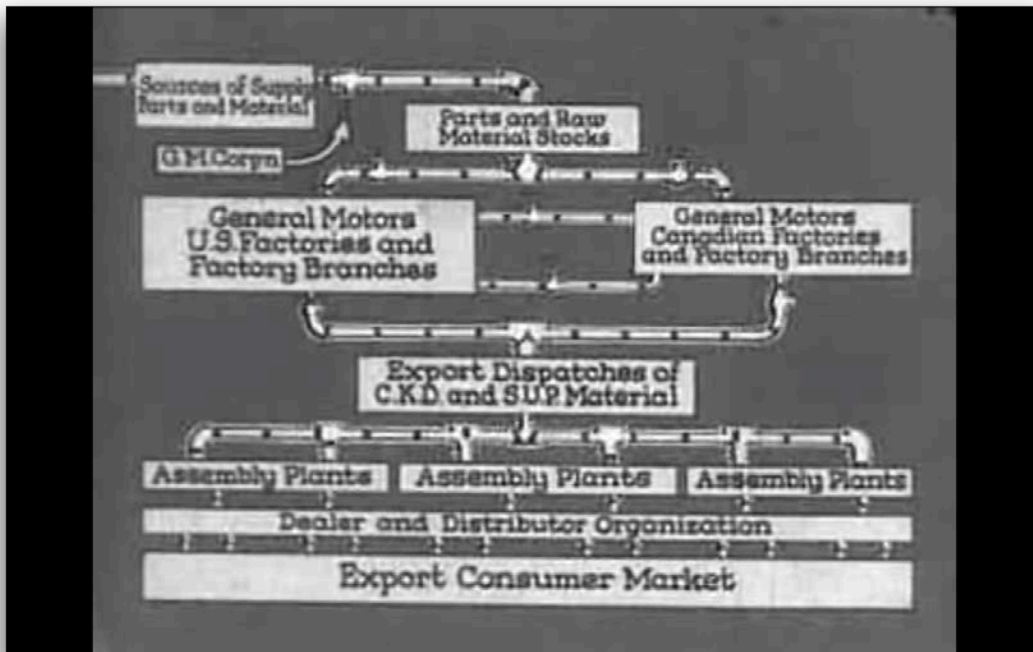 Sources of Supply
Parts and Material
Parts and Raw
Material Stocks
G.M.Coryn
General Motors
U.S. Factories and
Factory Branches
General Motors
Canadian Factories
and Factory Branches
Export Dispatches of
C.K.D. and S.U.P. Material
Assembly Plants
Assembly Plants
Assembly Plants
Dealer and Distributor Organization
Export Consumer Market